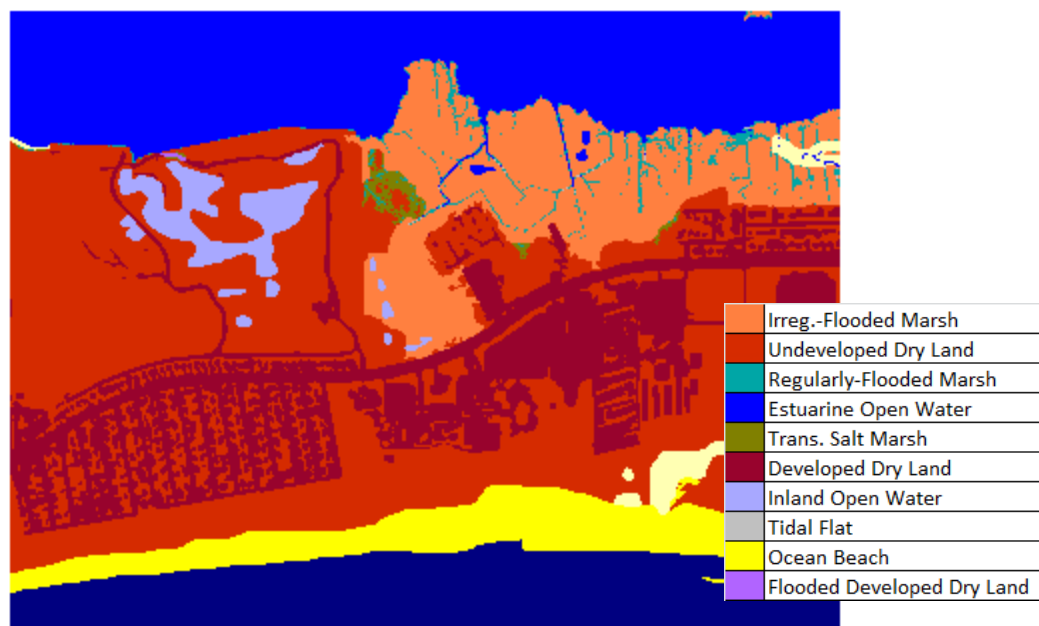 Irreg.-Flooded Marsh
Undeveloped Dry Land
Regularly-Flooded Marsh
Estuarine Open Water
Trans. Salt Marsh
Developed Dry Land
Inland Open Water
Tidal Flat
Ocean Beach
Flooded Developed Dry Land